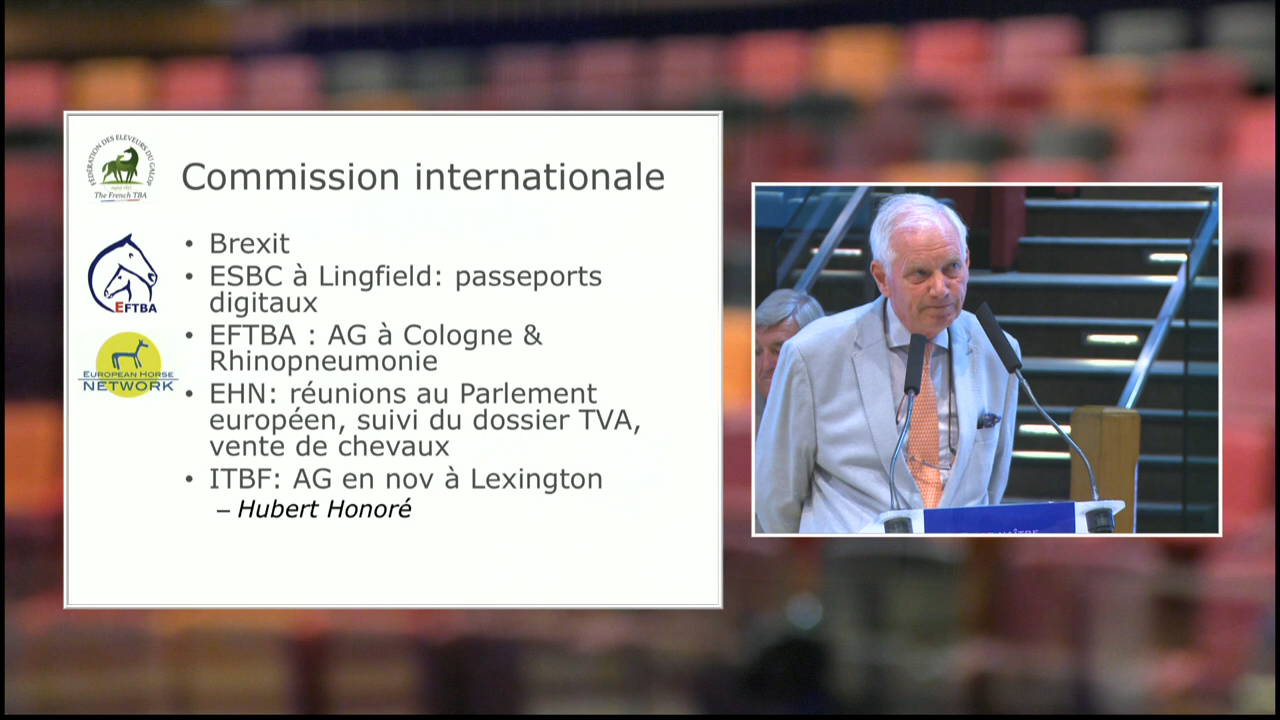 FÉDÉRATION DES ELEVEURS DU GALOP
The French TBA
Commission internationale
EFTBA
EUROPEAN HORSE
NETWORK
• Brexit
• ESBC à Lingfield: passeports
digitaux
• EFTBA : AG à Cologne &
Rhinopneumonie
• EHN: réunions au Parlement
européen, suivi du dossier TVA,
vente de chevaux
• ITBF: AG en nov à Lexington
– Hubert Honoré